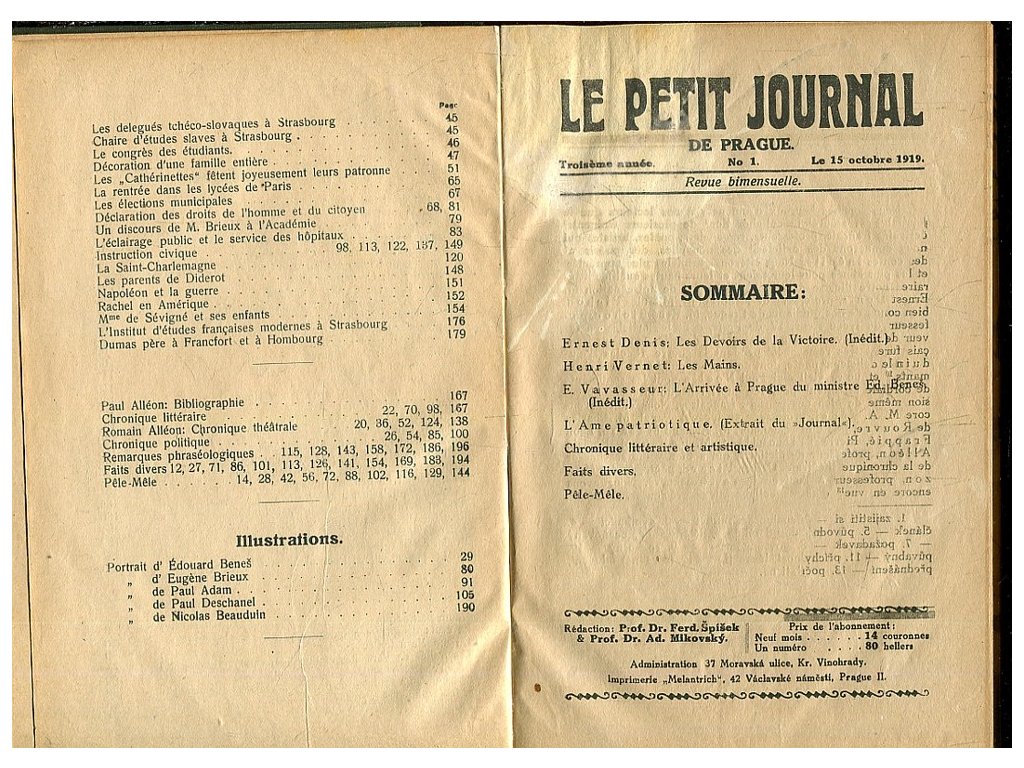 Page
Les delegués tchéco-slovaques à Strasbourg 45
Chaire d'études slaves à Strasbourg . 45
Le congrès des étudiants. 46
Décoration d'une famille entière 47
Les „Cathérinettes" fêtent joyeusement leurs patronne 51
La rentrée dans les lycées de Paris 65
Les élections municipales 67
Déclaration des droits de l'homme et du citoyen 68, 81
Un discours de M. Brieux à l'Académie 79
L'éclairage public et le service des hôpitaux 83
Instruction civique 98, 113, 122, 137, 149
La Saint-Charlemagne 120
Les parents de Diderot 148
Napoléon et la guerre 151
Rachel en Amérique 152
Mme de Sévigné et ses enfants 154
L'Institut d'études françaises modernes à Strasbourg 176
Dumas père à Francfort et à Hombourg 179
Paul Alléon: Bibliographie 167
Chronique littéraire 22, 70, 98, 167
Romain Alléon: Chronique théâtrale 20, 36, 52, 124, 138
Chronique politique 26, 54, 85, 100
Remarques phraséologiques 115, 128, 143, 158, 172, 186, 196
Faits divers 12, 27, 71, 86, 101, 113, 126, 141, 154, 169, 183, 194
Pêle-Mêle 14, 28, 42, 56, 72, 88, 102, 116, 129, 144
Illustrations.
Portrait d' Édouard Beneš 29
„ d' Eugène Brieux 80
„ de Paul Adam 91
„ de Paul Deschanel 105
„ de Nicolas Beauduin 190
LE PETIT JOURNAL
DE PRAGUE.
Troisème année. No 1. Le 15 octobre 1919.
Revue bimensuelle.
SOMMAIRE:
Ernest Denis: Les Devoirs de la Victoire. (Inédit.)
Henri Vernet: Les Mains.
E. Vavasseur: L'Arrivée à Prague du ministre Ed. Beneš.
(Inédit.)
L'Ame patriotique. (Extrait du »Journal«).
Chronique littéraire et artistique.
Faits divers.
Pêle-Mêle.
Rédaction: Prof. Dr. Ferd. Špíšek
& Prof. Dr. Ad. Mikovský.
Prix de l'abonnement:
Neuf mois . . . . . . 14 couronnes
Un numéro . . . . 80 hellers
Administration 37 Moravská ulice, Kr. Vinohrady.
Imprimerie „Melantrich", 42 Václavské náměstí, Prague II.